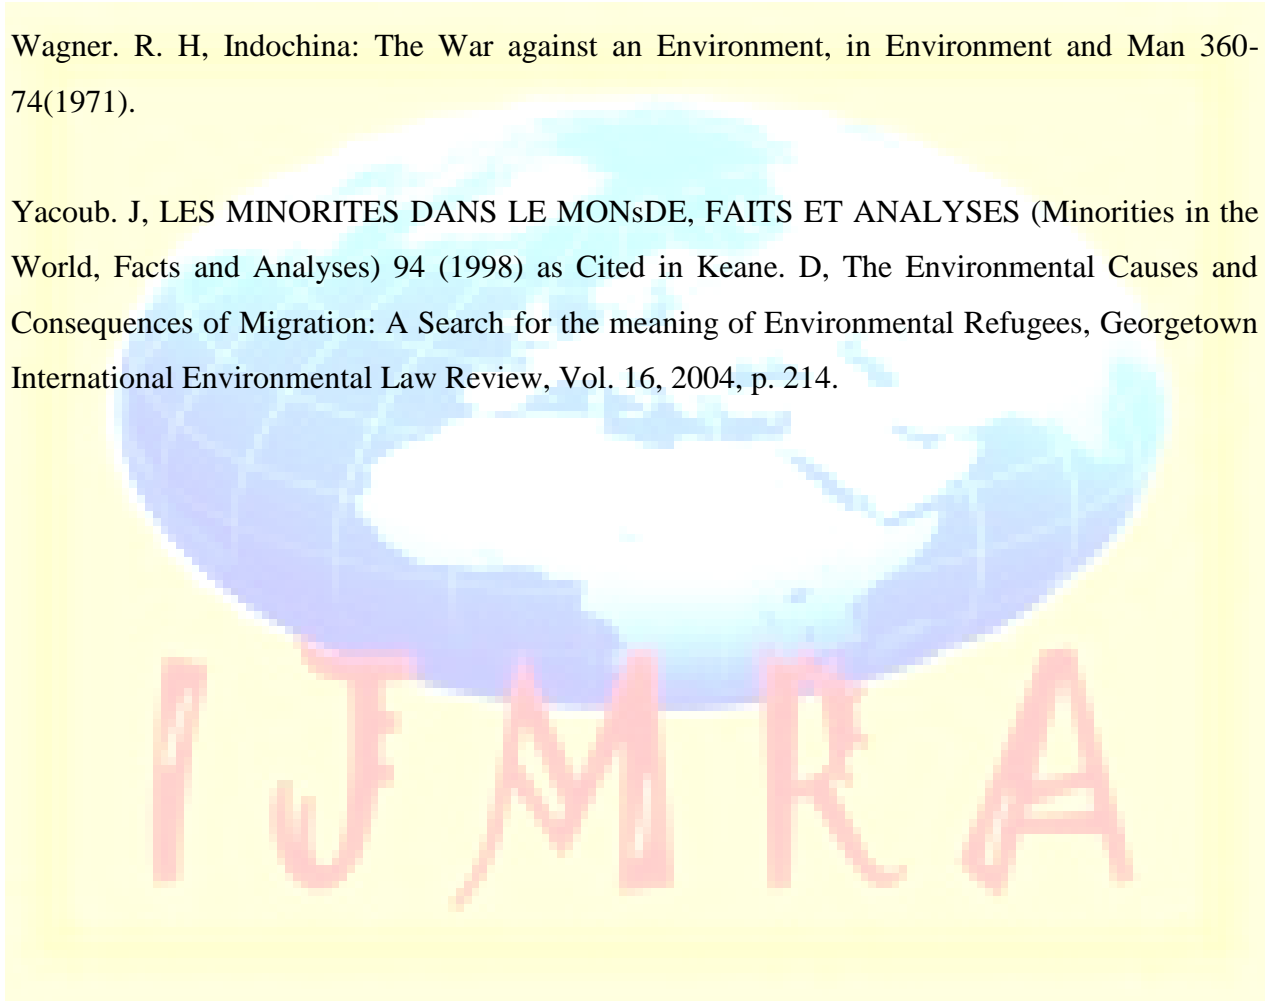 Wagner. R. H, Indochina: The War against an Environment, in Environment and Man 360-
74(1971).
Yacoub. J, LES MINORITES DANS LE MONsDE, FAITS ET ANALYSES (Minorities in the
World, Facts and Analyses) 94 (1998) as Cited in Keane. D, The Environmental Causes and
Consequences of Migration: A Search for the meaning of Environmental Refugees, Georgetown
International Environmental Law Review, Vol. 16, 2004, p. 214.
IJMRA